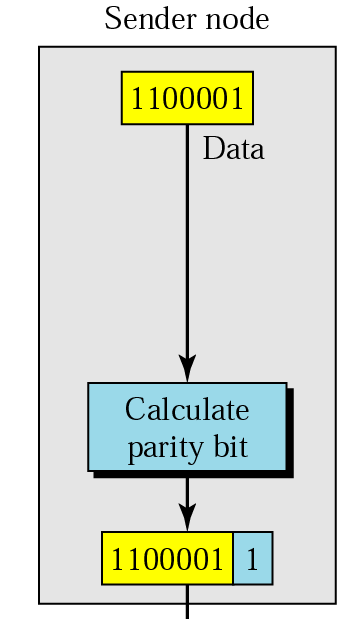 Sender node
1100001
Data
Calculate
parity bit
1100001 1